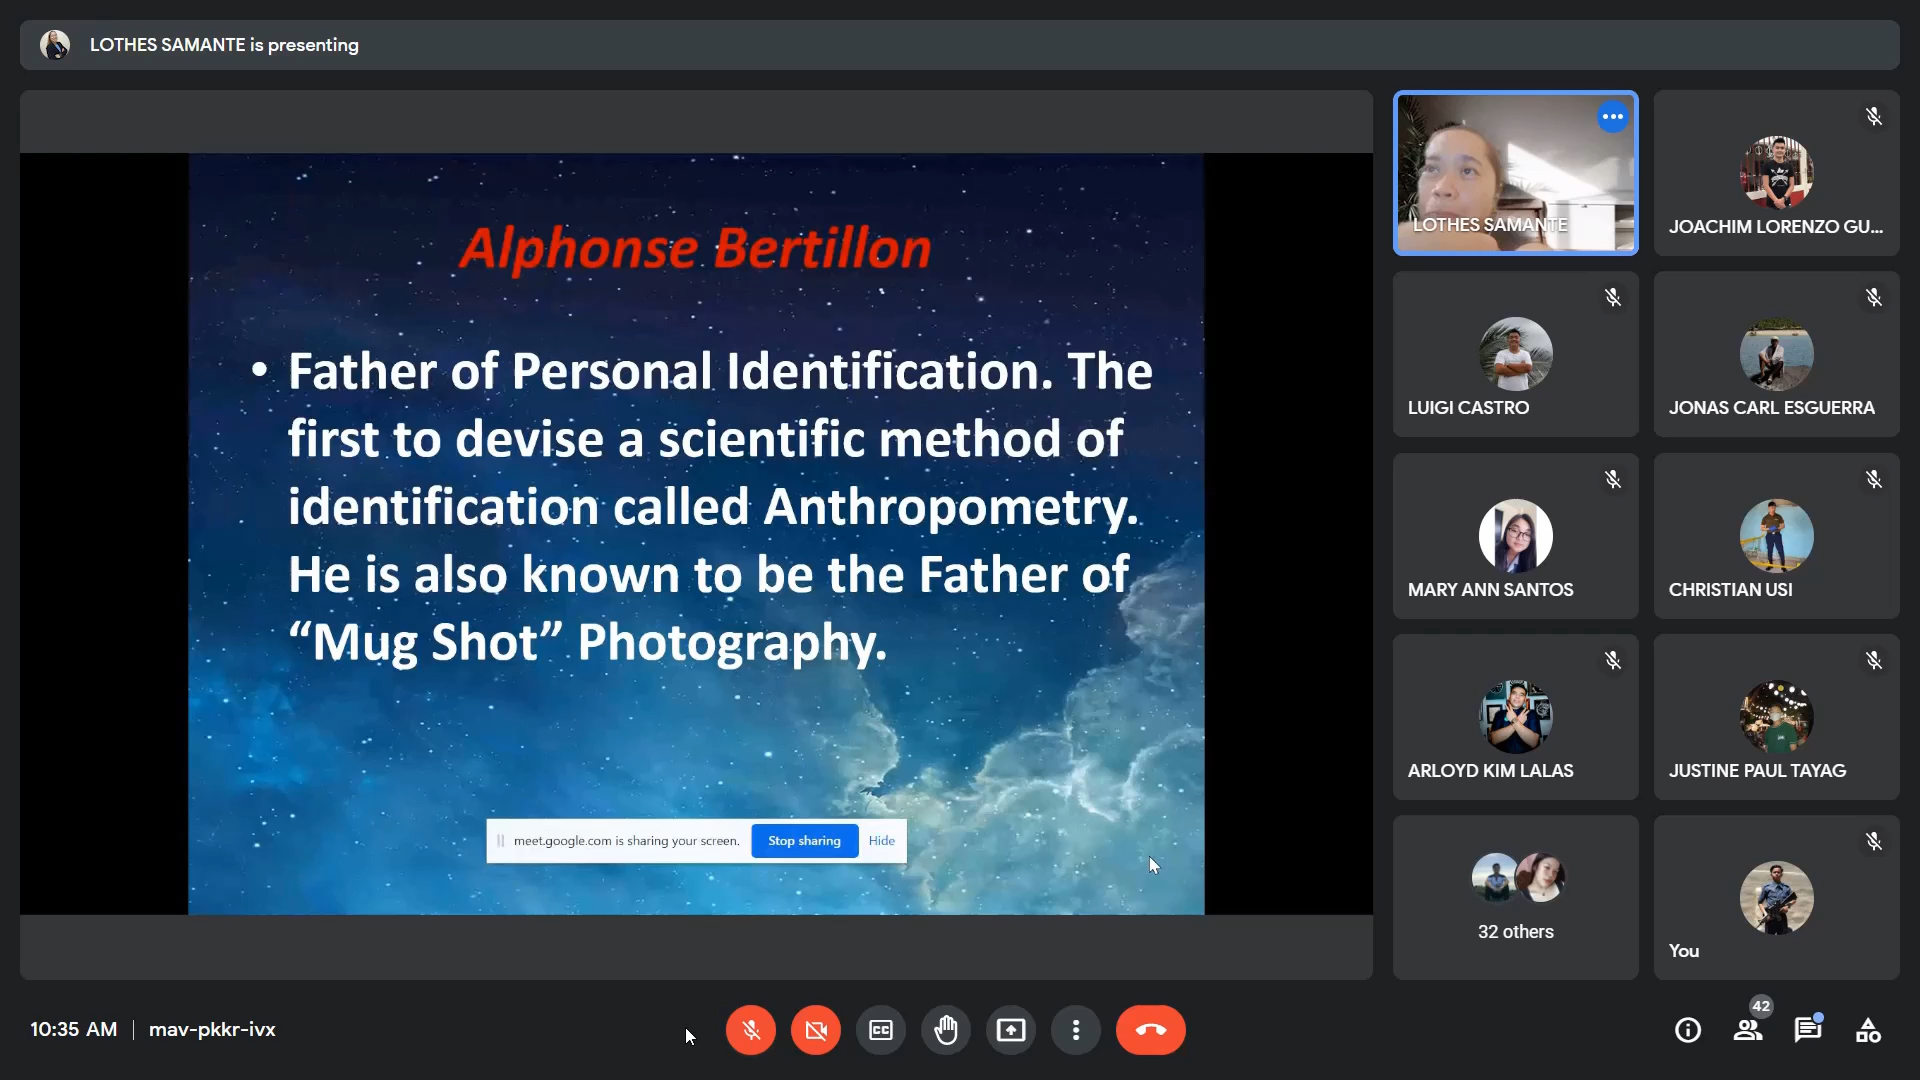 LOTHES SAMANTE is presenting
Alphonse Bertillon
• Father of Personal Identification. The
first to devise a scientific method of
identification called Anthropometry.
He is also known to be the Father of
“Mug Shot” Photography.
meet.google.com is sharing your screen.
Stop sharing
Hide
LOTHES SAMANTE
JOACHIM LORENZO GU...
LUIGI CASTRO
JONAS CARL ESGUERRA
MARY ANN SANTOS
CHRISTIAN USI
ARLOYD KIM LALAS
JUSTINE PAUL TAYAG
32 others
You
10:35 AM | mav-pkkr-ivx
CC
42